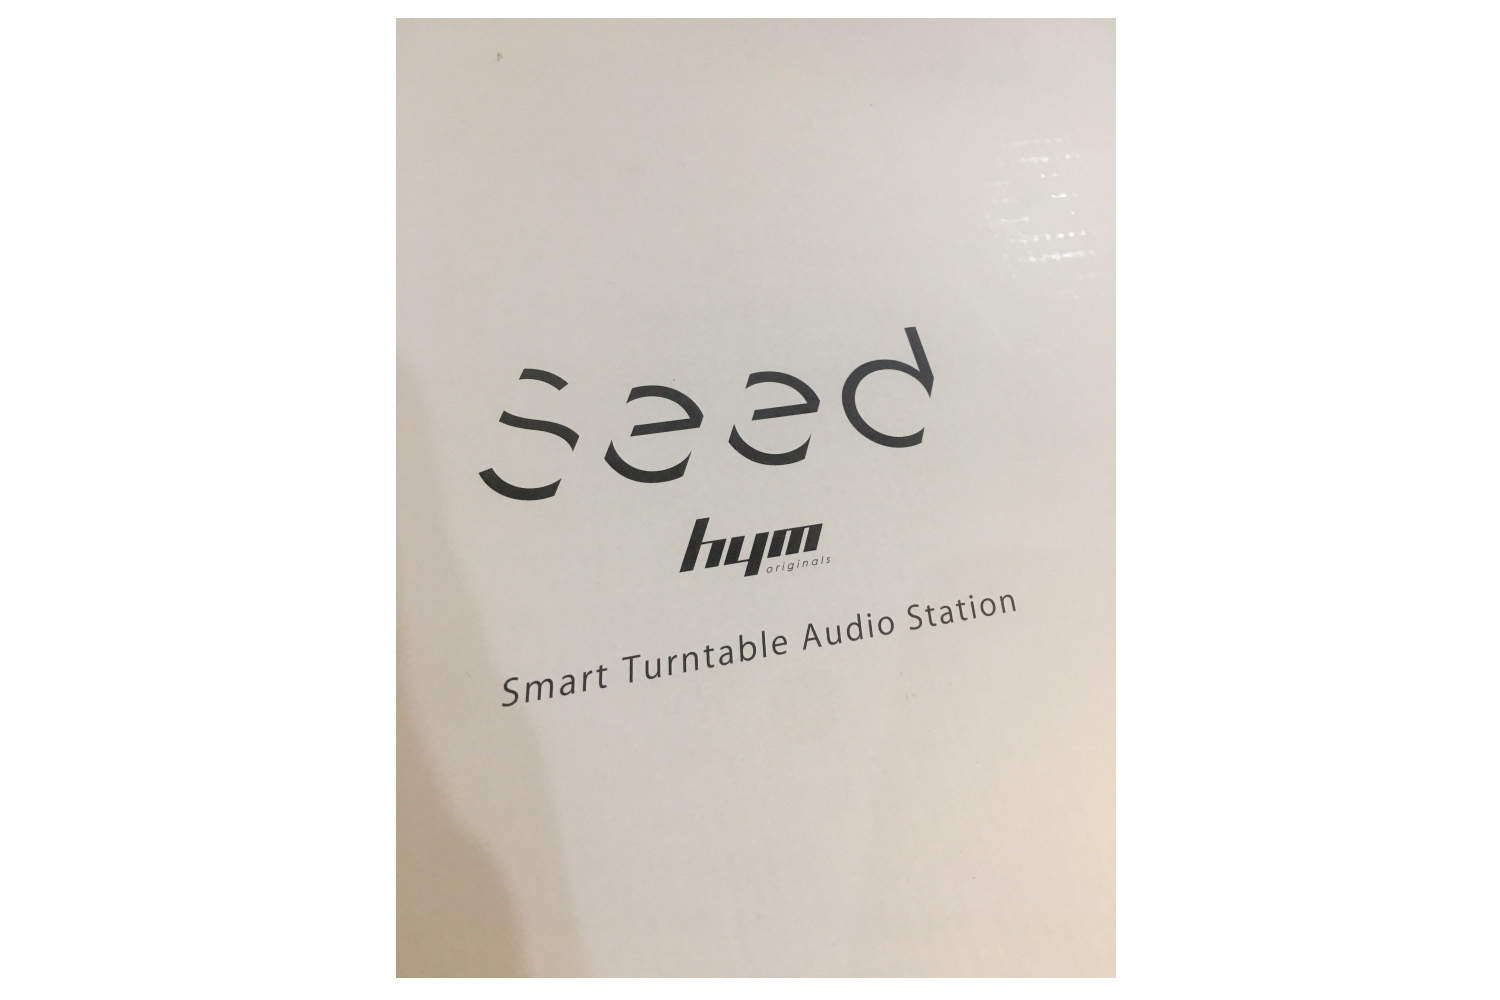 seed
hym
originals
Smart Turntable Audio Station